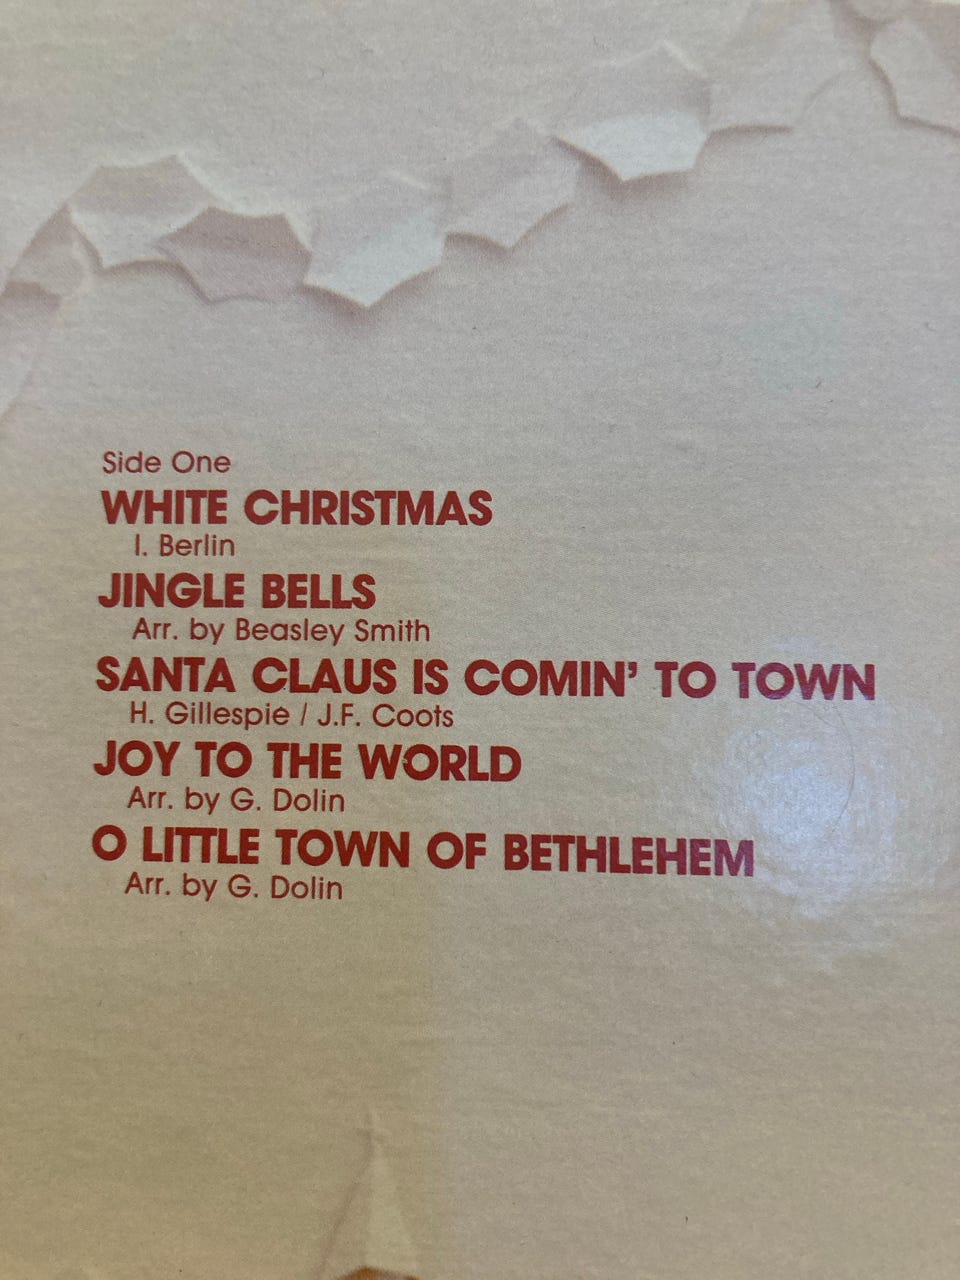 Side One
WHITE CHRISTMAS
I. Berlin
JINGLE BELLS
Arr. by Beasley Smith
SANTA CLAUS IS COMIN' TO TOWN
H. Gillespie / J.F. Coots
JOY TO THE WORLD
Arr. by G. Dolin
O LITTLE TOWN OF BETHLEHEM
Arr. by G. Dolin